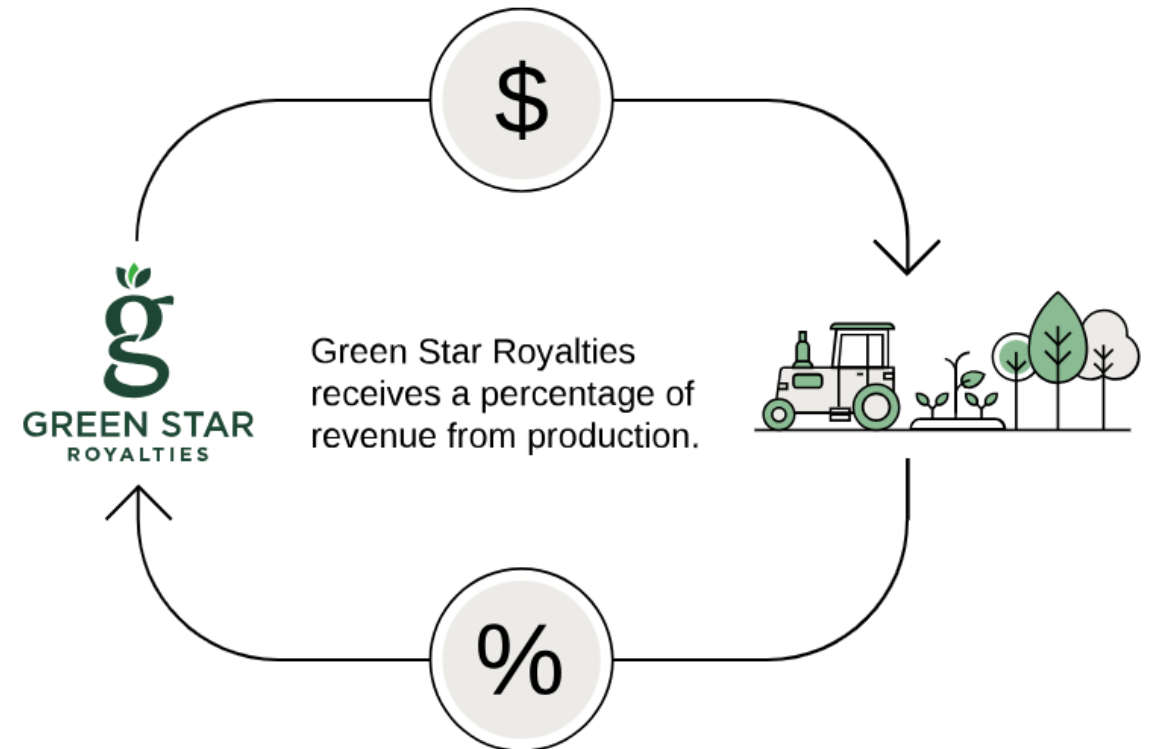 $
GREEN STAR
ROYALTIES
Green Star Royalties
receives a percentage of
revenue from production.
%